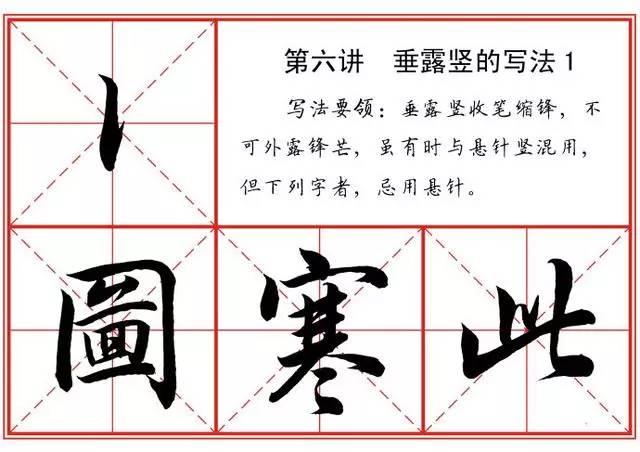 第六讲 垂露竖的写法1
写法要领：垂露竖收笔缩锋，不
可外露锋芒，虽有时与悬针竖混用，
但下列字者，忌用悬针。
圖 寒 此